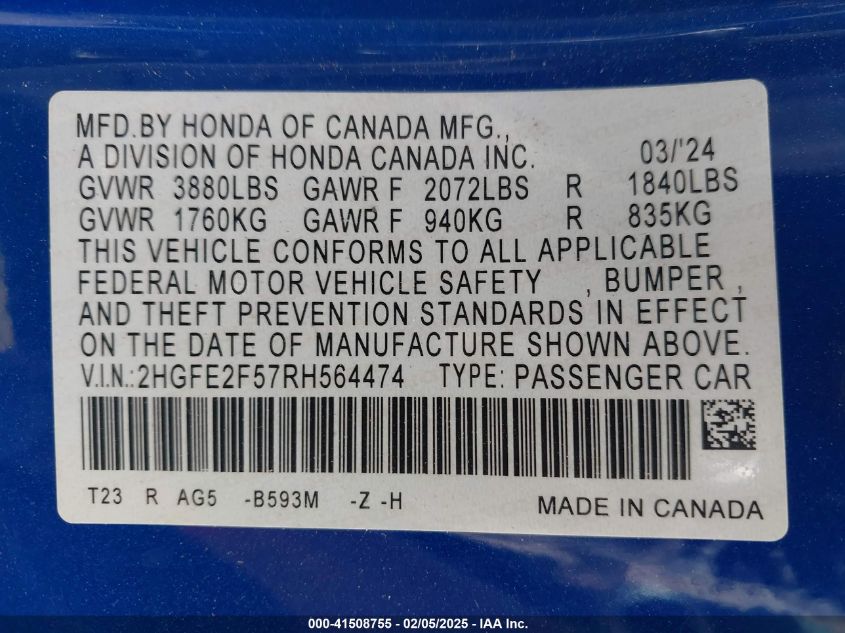 MFD.BY HONDA OF CANADA MFG.,
A DIVISION OF HONDA CANADA INC. 03/'24
GVWR 3880LBS GAWR F 2072LBS R 1840LBS
GVWR 1760KG GAWR F 940KG R 835KG
THIS VEHICLE CONFORMS TO ALL APPLICABLE
FEDERAL MOTOR VEHICLE SAFETY , BUMPER ,
AND THEFT PREVENTION STANDARDS IN EFFECT
ON THE DATE OF MANUFACTURE SHOWN ABOVE.
V.I.N.:2HGFE2F57RH564474 TYPE: PASSENGER CAR
T23 R AG5 -B593M -Z -H MADE IN CANADA
000-41508755 - 02/05/2025 - IAA Inc.